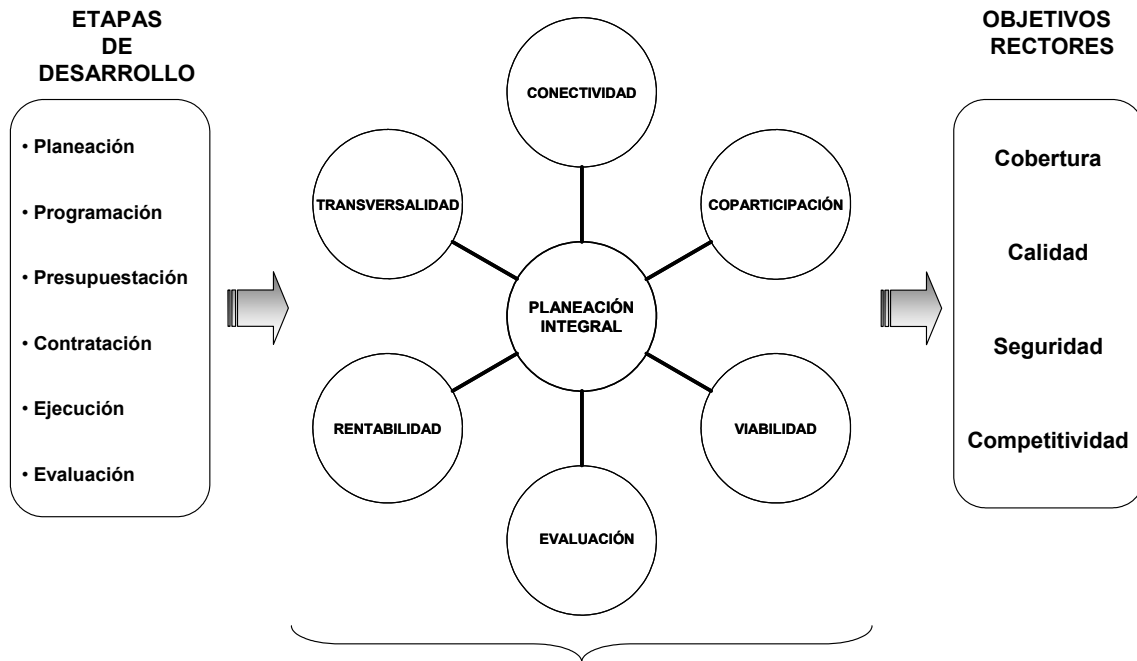 ETAPAS
DE
DESARROLLO
• Planeación
• Programación
• Presupuestación
• Contratación
• Ejecución
• Evaluación
CONECTIVIDAD
TRANSVERSALIDAD
COPARTICIPACIÓN
PLANEACIÓN
INTEGRAL
RENTABILIDAD
VIABILIDAD
EVALUACIÓN
OBJETIVOS
RECTORES
Cobertura
Calidad
Seguridad
Competitividad